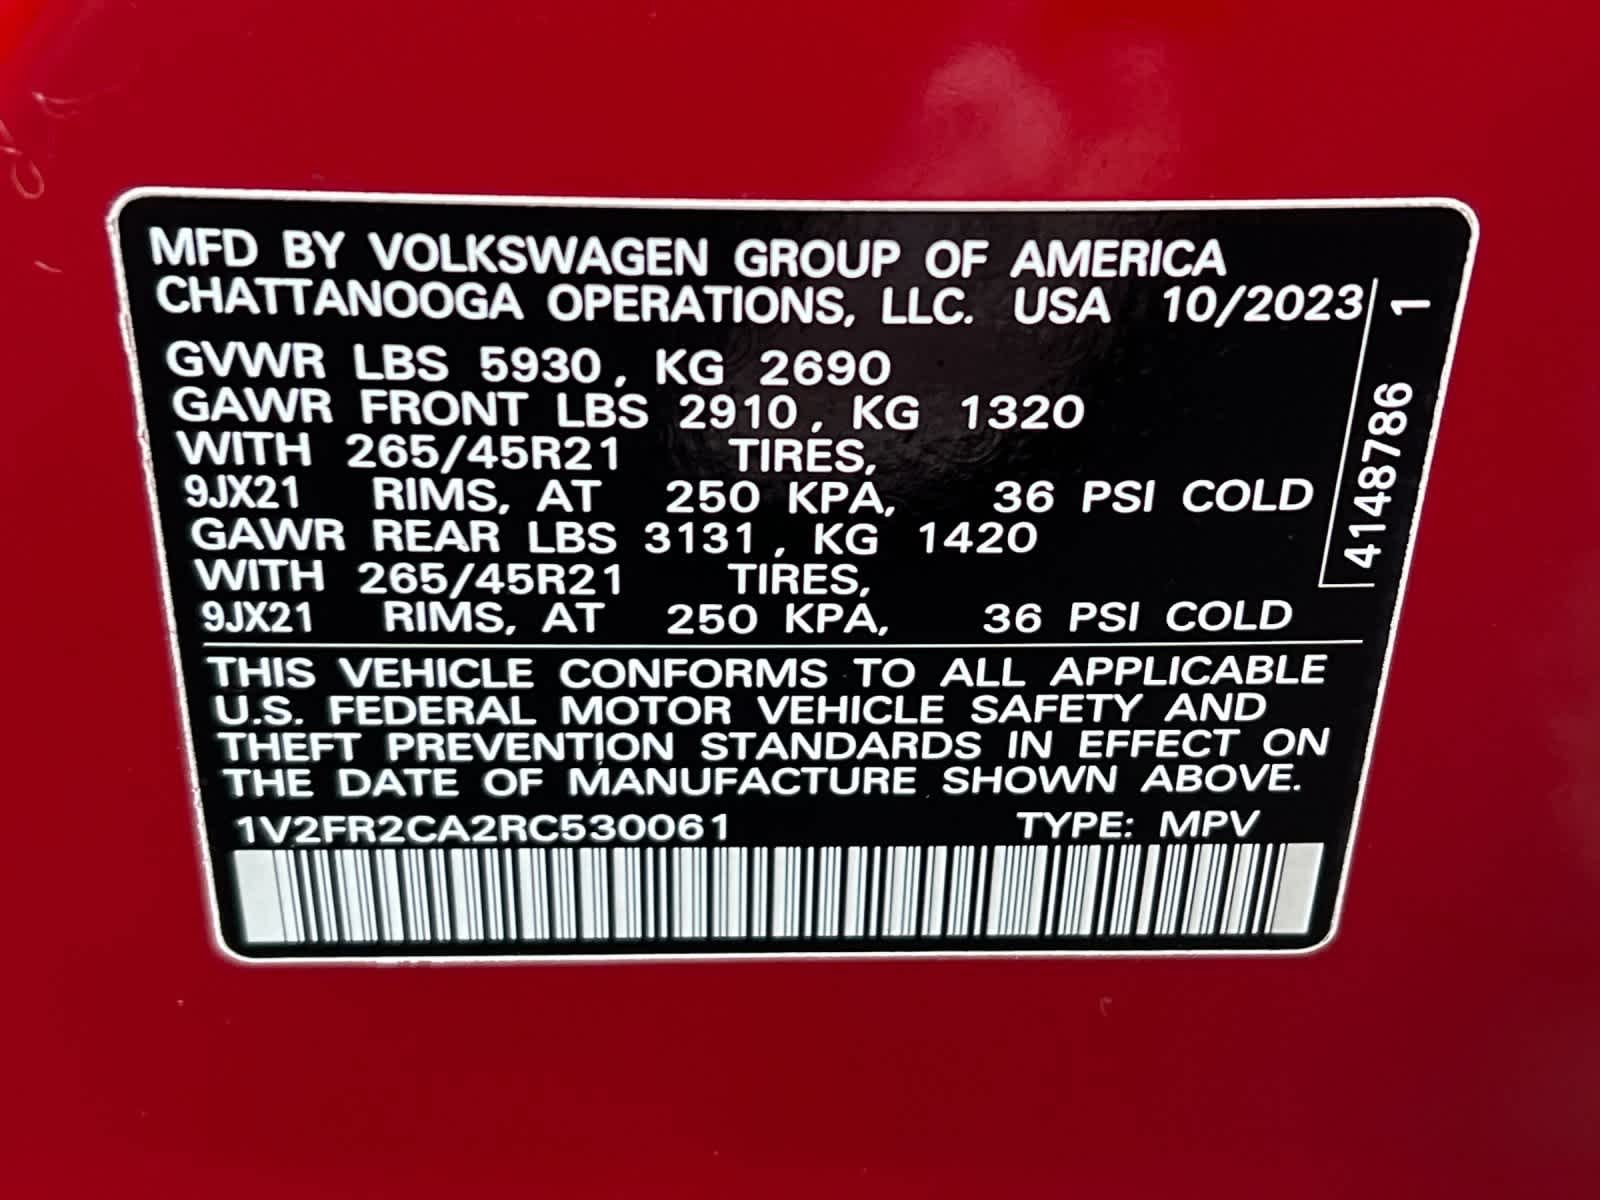 MFD BY VOLKSWAGEN GROUP OF AMERICA
CHATTANOOGA OPERATIONS, LLC. USA 10/2023
GVWR LBS 5930, KG 2690
GAWR FRONT LBS 2910, KG 1320
WITH 265/45R21 TIRES,
9JX21 RIMS, AT 250 KPA, 36 PSI COLD
GAWR REAR LBS 3131, KG 1420
WITH 265/45R21 TIRES,
9JX21 RIMS, AT 250 KPA, 36 PSI COLD
4148786 1
THIS VEHICLE CONFORMS TO ALL APPLICABLE
U.S. FEDERAL MOTOR VEHICLE SAFETY AND
THEFT PREVENTION STANDARDS IN EFFECT ON
THE DATE OF MANUFACTURE SHOWN ABOVE.
1V2FR2CA2RC530061 TYPE: MPV